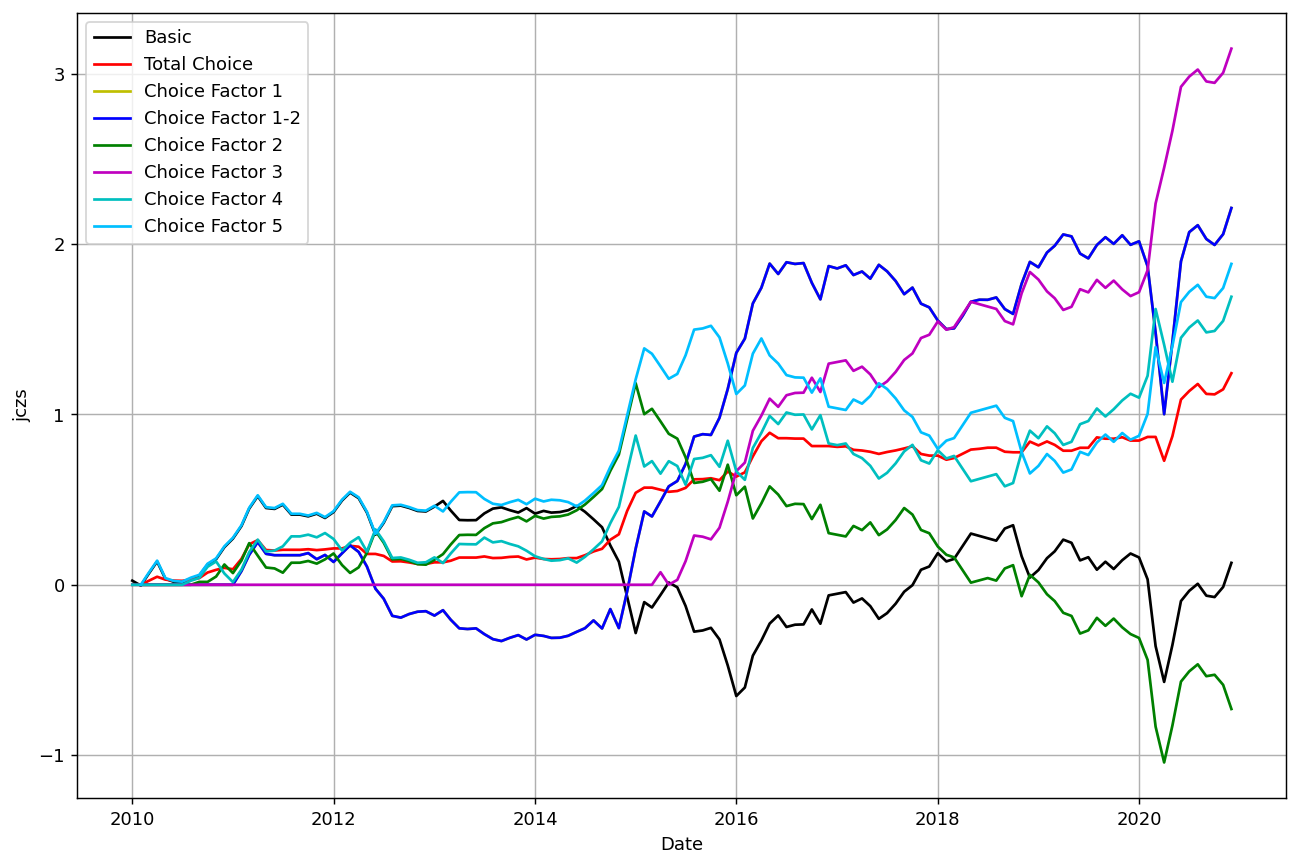 Basic
Total Choice
Choice Factor 1
Choice Factor 1-2
Choice Factor 2
Choice Factor 3
Choice Factor 4
Choice Factor 5
3
2
1
0
−1
jczs
2010 2012 2014 2016 2018 2020
Date